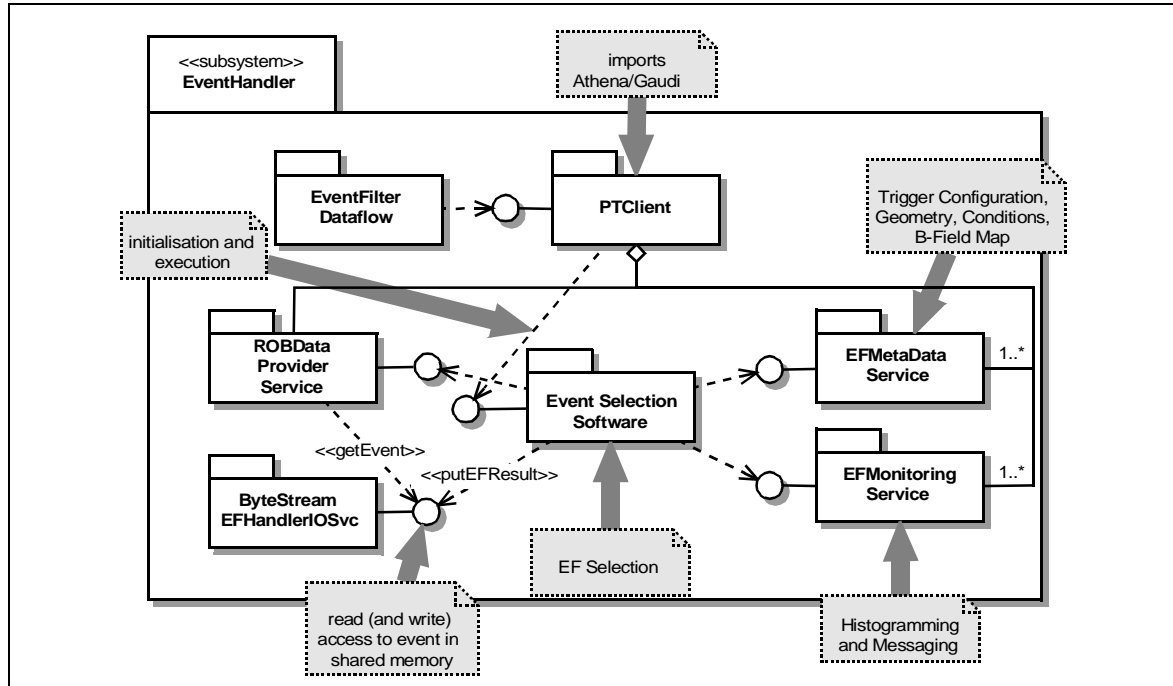 <<subsystem>>
EventHandler
imports
Athena/Gaudi
EventFilter
Dataflow
PTClient
Trigger Configuration,
Geometry, Conditions,
B-Field Map
initialisation and
execution
ROBData
Provider
Service
Event Selection
Software
EFMetaData
Service
1..*
<<getEvent>>
<<putEFResult>>
ByteStream
EFHandlerIOSvc
EFMonitoring
Service
1..*
EF Selection
read (and write)
access to event in
shared memory
Histogramming
and Messaging